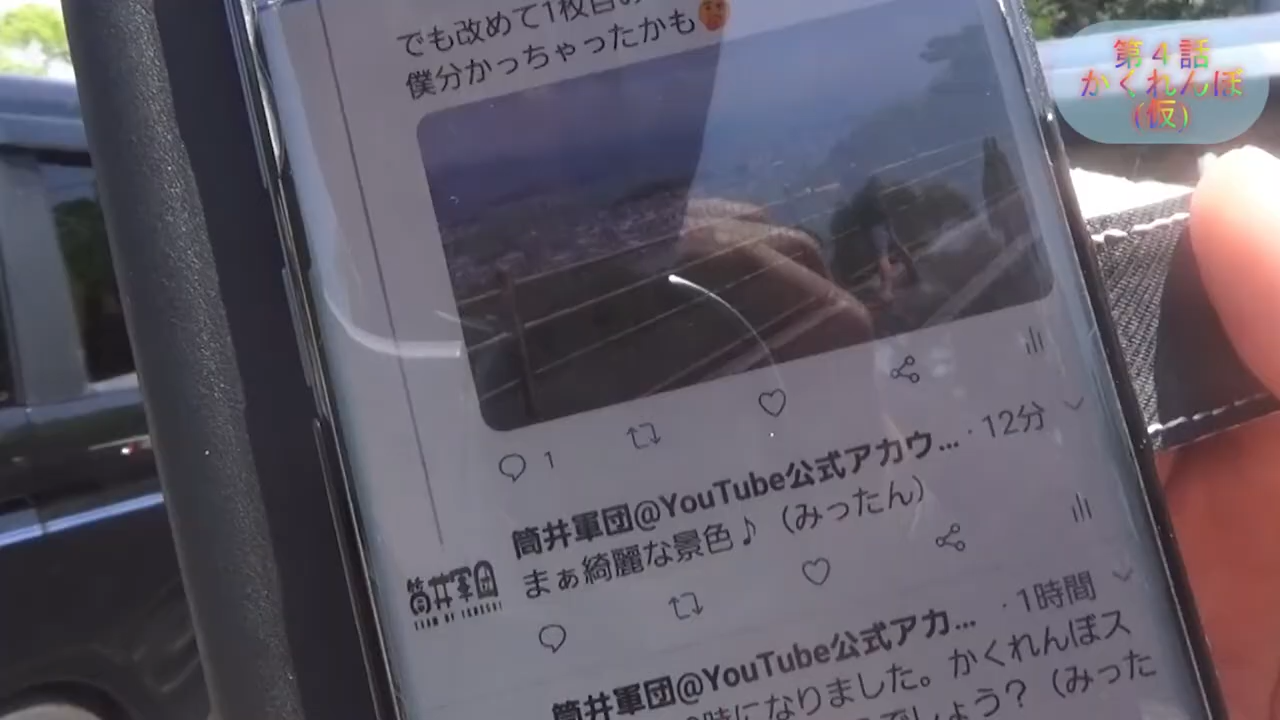 でも改めて1枚目の
僕分かっちゃったかも🤔
第4話
かくれんぼ
(仮)
1
筒井軍団@YouTube公式アカウ… · 12分
まぁ綺麗な景色♪（みったん）
筒井軍団
TEAM OF TSUTSUI
筒井軍団@YouTube公式アカ… · 1時間
時になりました。かくれんぼス
でしょう？（みった